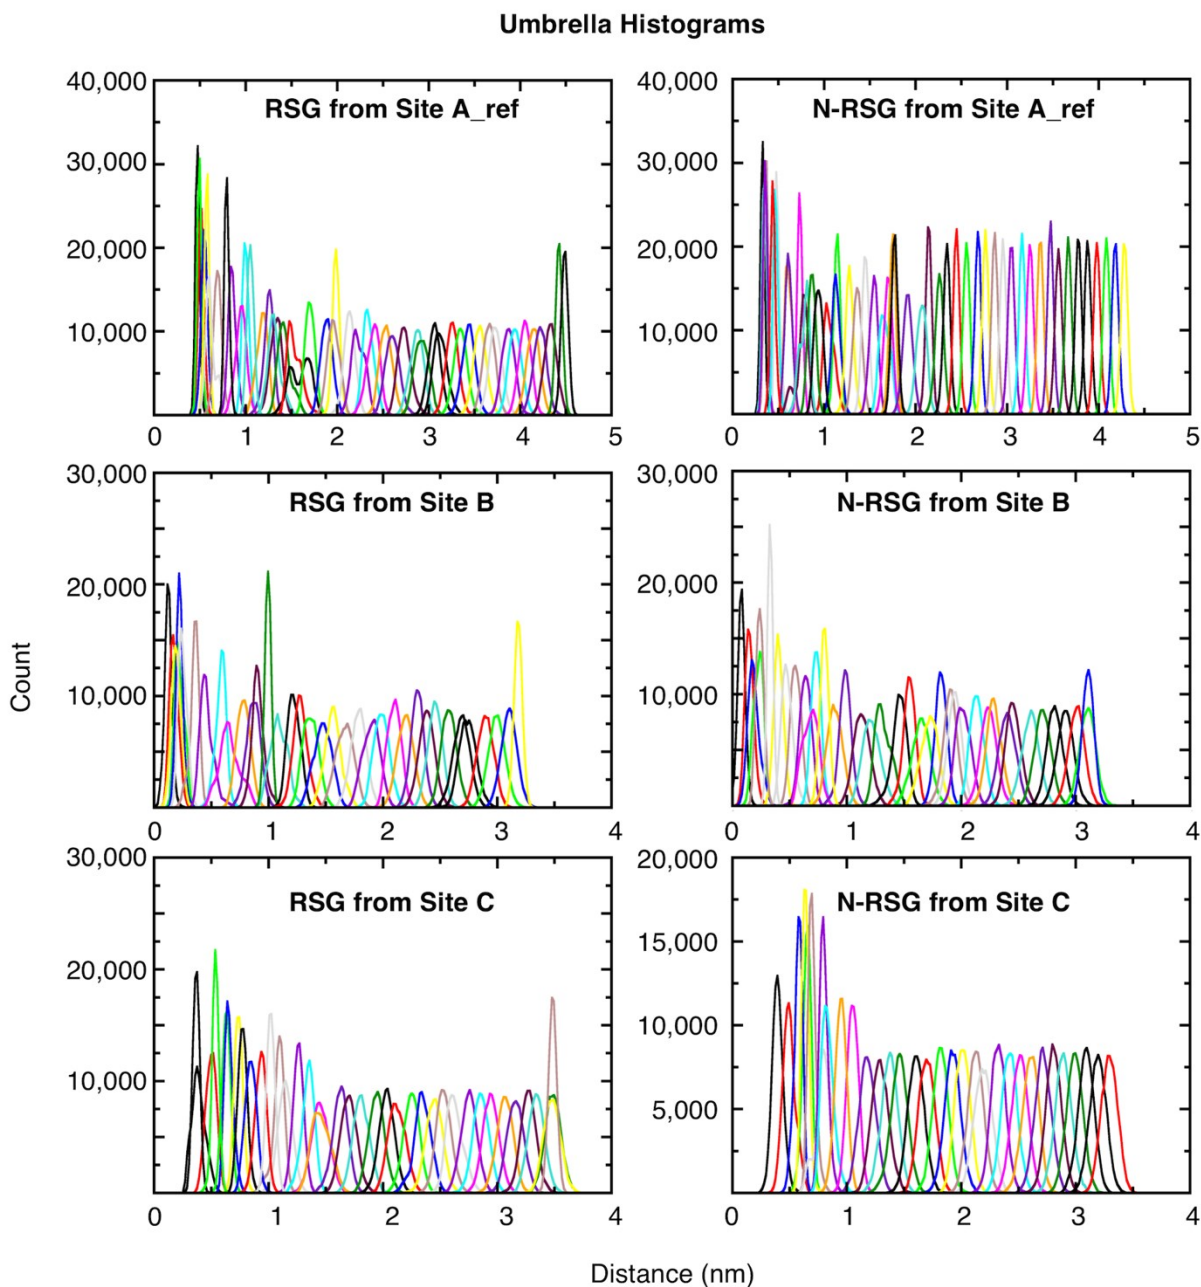 Umbrella Histograms
RSG from Site A_ref
40,000
30,000
20,000
10,000
0 1 2 3 4 5
N-RSG from Site A_ref
40,000
30,000
20,000
10,000
0 1 2 3 4 5
RSG from Site B
30,000
20,000
10,000
0 1 2 3 4
N-RSG from Site B
30,000
20,000
10,000
0 1 2 3 4
Count
RSG from Site C
30,000
20,000
10,000
0 1 2 3 4
N-RSG from Site C
20,000
15,000
10,000
5,000
0 1 2 3 4
Distance (nm)